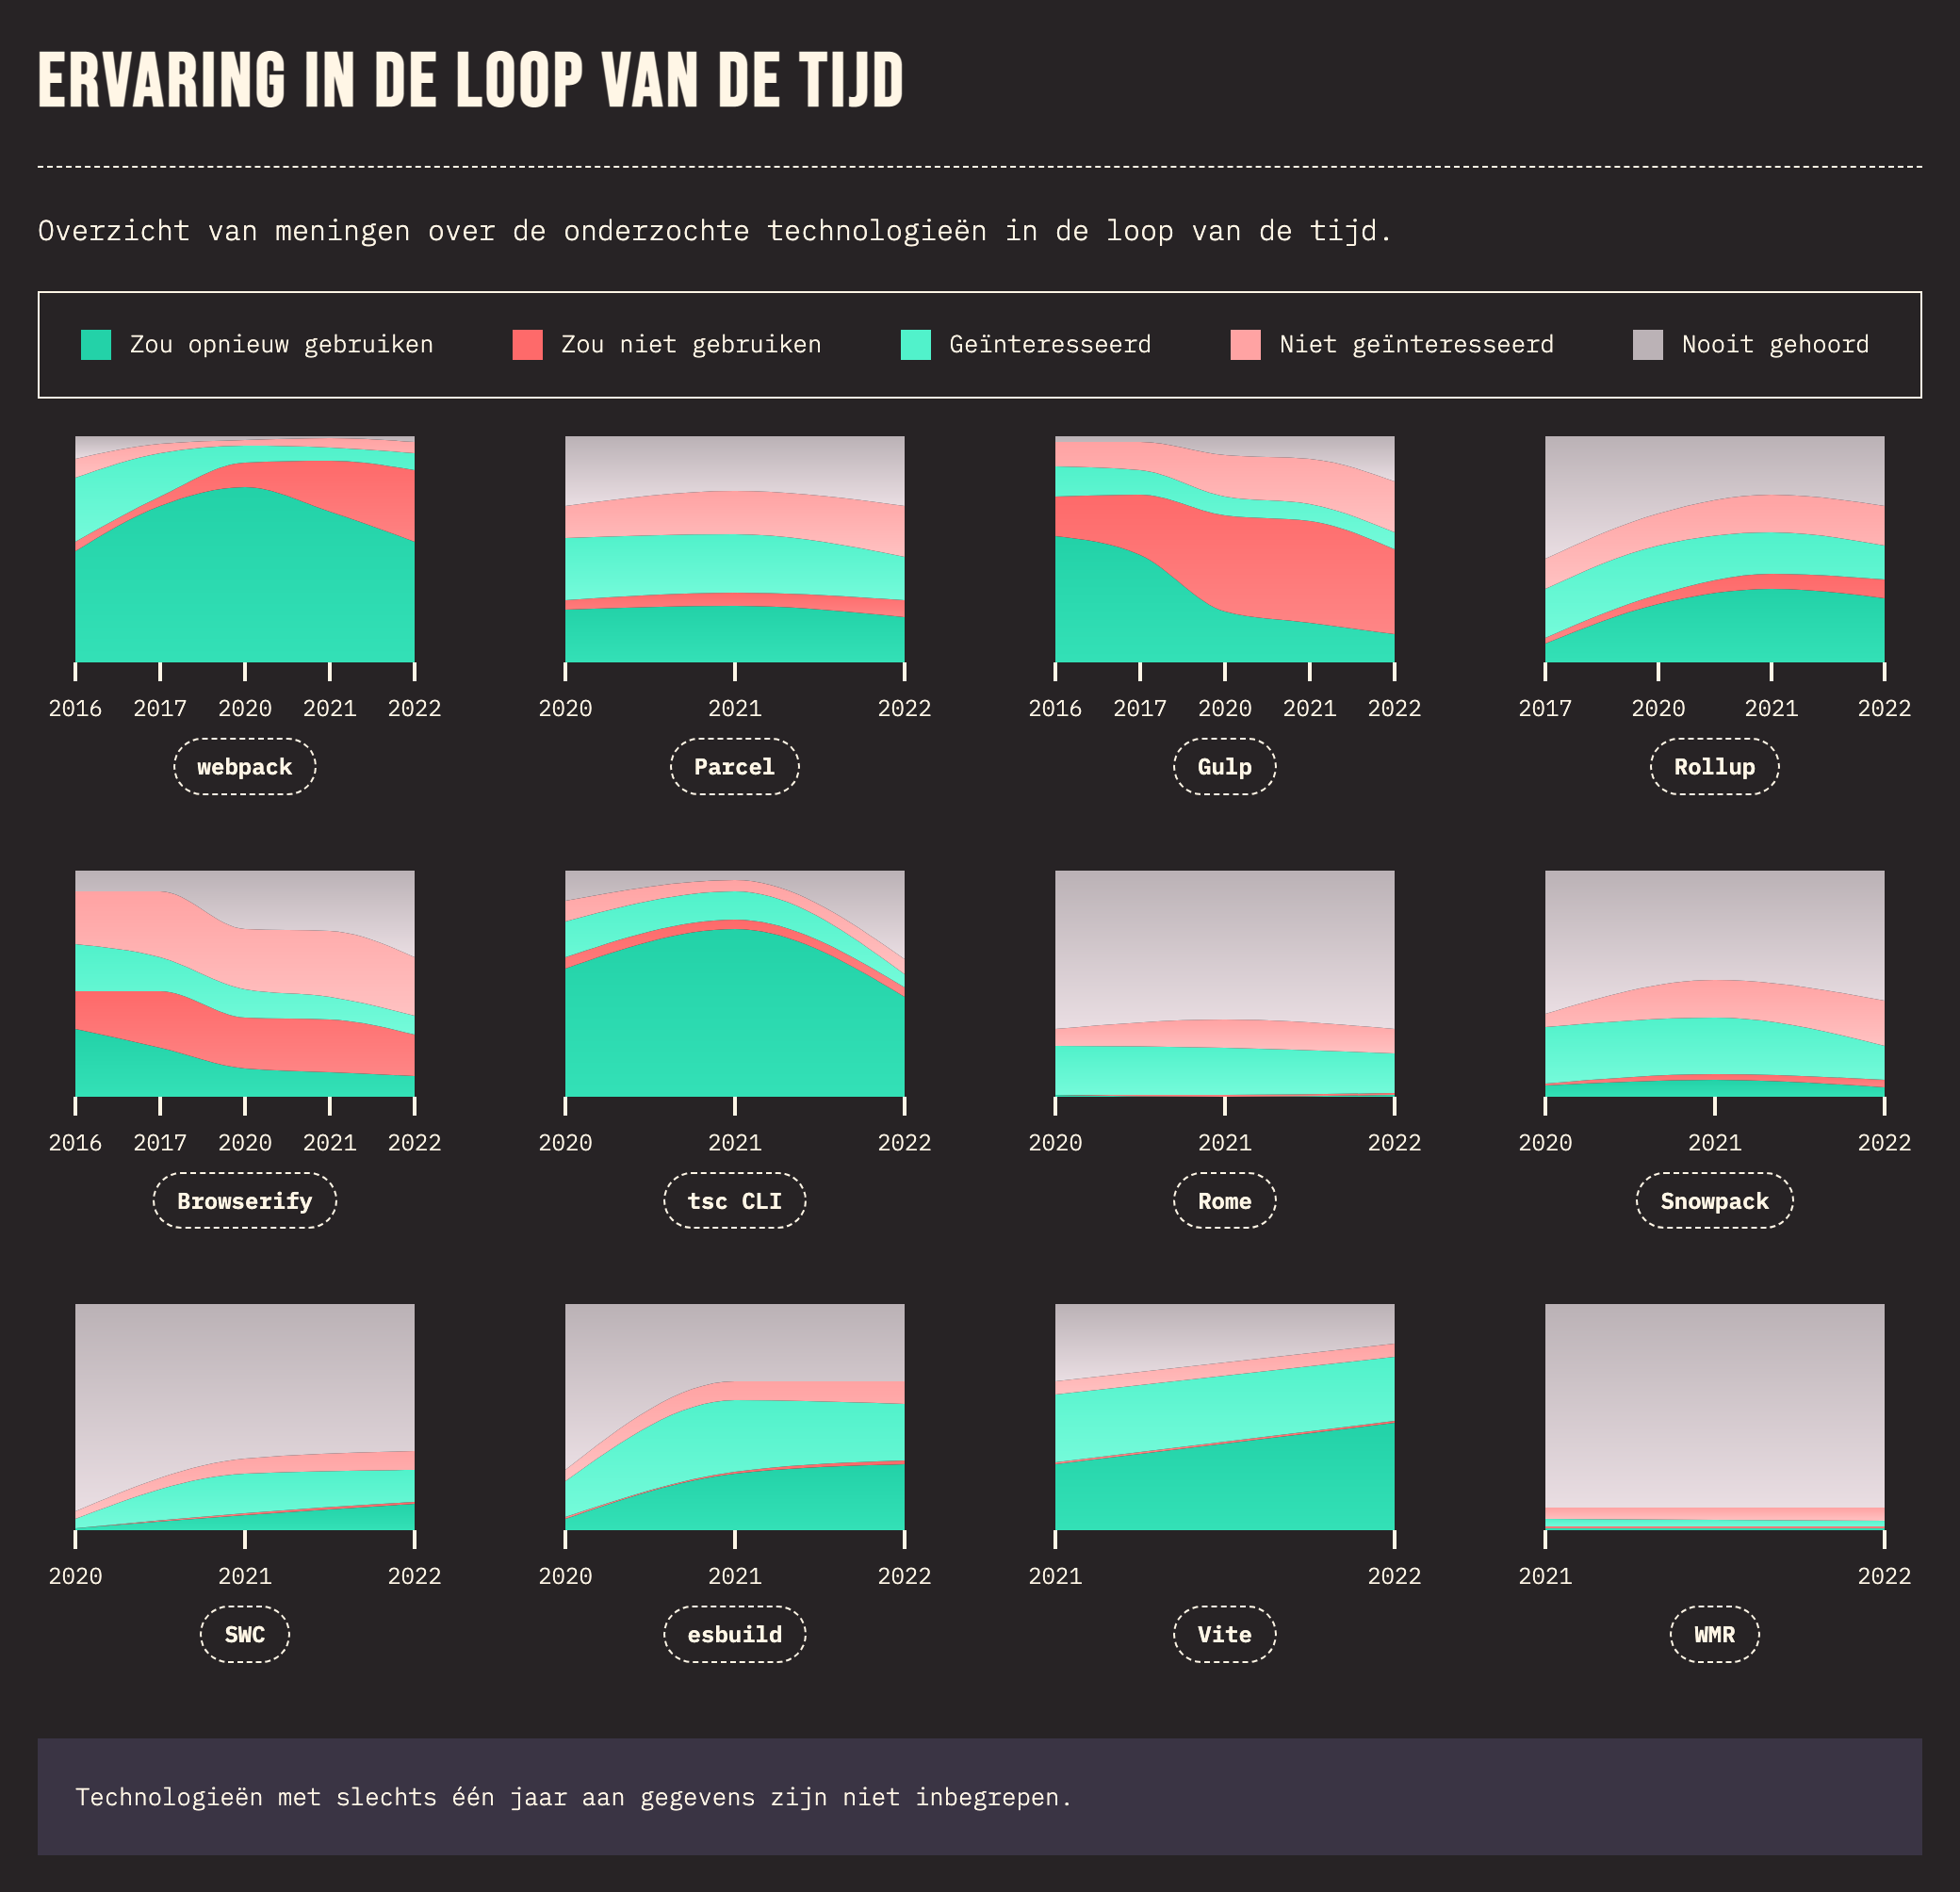 ERVARING IN DE LOOP VAN DE TIJD
Overzicht van meningen over de onderzochte technologieën in de loop van de tijd.
Zou opnieuw gebruiken Zou niet gebruiken Geïnteresseerd Niet geïnteresseerd Nooit gehoord
2016 2017 2020 2021 2022 2020 2021 2022 2016 2017 2020 2021 2022 2017 2020 2021 2022
webpack Parcel Gulp Rollup
2016 2017 2020 2021 2022 2020 2021 2022 2020 2021 2022 2020 2021 2022
Browserify tsc CLI Rome Snowpack
2020 2021 2022 2020 2021 2022 2021 2022 2021 2022
SWC esbuild Vite WMR
Technologieën met slechts één jaar aan gegevens zijn niet inbegrepen.